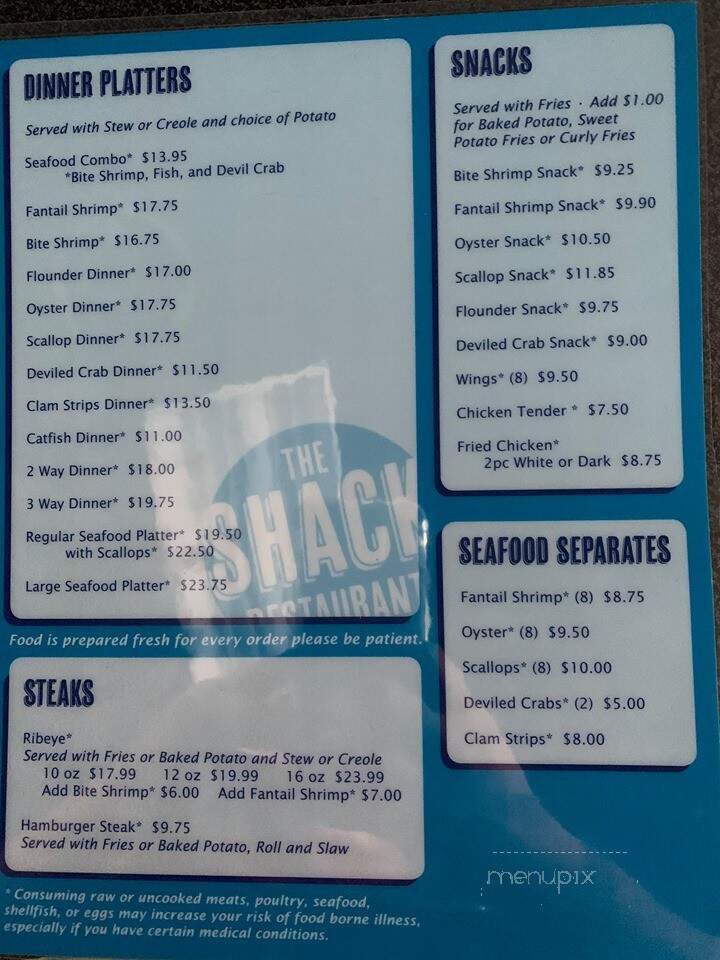 DINNER PLATTERS
Served with Stew or Creole and choice of Potato
Seafood Combo* $13.95
*Bite Shrimp, Fish, and Devil Crab
Fantail Shrimp* $17.75
Bite Shrimp* $16.75
Flounder Dinner* $17.00
Oyster Dinner* $17.75
Scallop Dinner* $17.75
Deviled Crab Dinner* $11.50
Clam Strips Dinner* $13.50
Catfish Dinner* $11.00
2 Way Dinner* $18.00
3 Way Dinner* $19.75
Regular Seafood Platter* $19.50
with Scallops* $22.50
Large Seafood Platter* $23.75
THE
SHACK
RESTAURANT
Food is prepared fresh for every order please be patient.
STEAKS
Ribeye*
Served with Fries or Baked Potato and Stew or Creole
10 oz $17.99 12 oz $19.99 16 oz $23.99
Add Bite Shrimp* $6.00 Add Fantail Shrimp* $7.00
Hamburger Steak* $9.75
Served with Fries or Baked Potato, Roll and Slaw
* Consuming raw or uncooked meats, poultry, seafood,
shellfish, or eggs may increase your risk of food borne illness,
especially if you have certain medical conditions.
SNACKS
Served with Fries · Add $1.00
for Baked Potato, Sweet
Potato Fries or Curly Fries
Bite Shrimp Snack* $9.25
Fantail Shrimp Snack* $9.90
Oyster Snack* $10.50
Scallop Snack* $11.85
Flounder Snack* $9.75
Deviled Crab Snack* $9.00
Wings* (8) $9.50
Chicken Tender * $7.50
Fried Chicken*
2pc White or Dark $8.75
SEAFOOD SEPARATES
Fantail Shrimp* (8) $8.75
Oyster* (8) $9.50
Scallops* (8) $10.00
Deviled Crabs* (2) $5.00
Clam Strips* $8.00
menupix